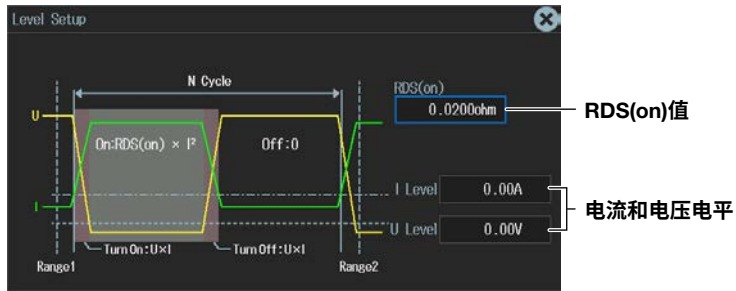 Level Setup
N Cycle
RDS(on)
0.0200ohm
RDS(on)值
U
On:RDS(on) × I²
Off:0
I Level
0.00A
电流和电压电平
I
U Level
0.00V
Turn On:U×I
Turn Off:U×I
Range1
Range2